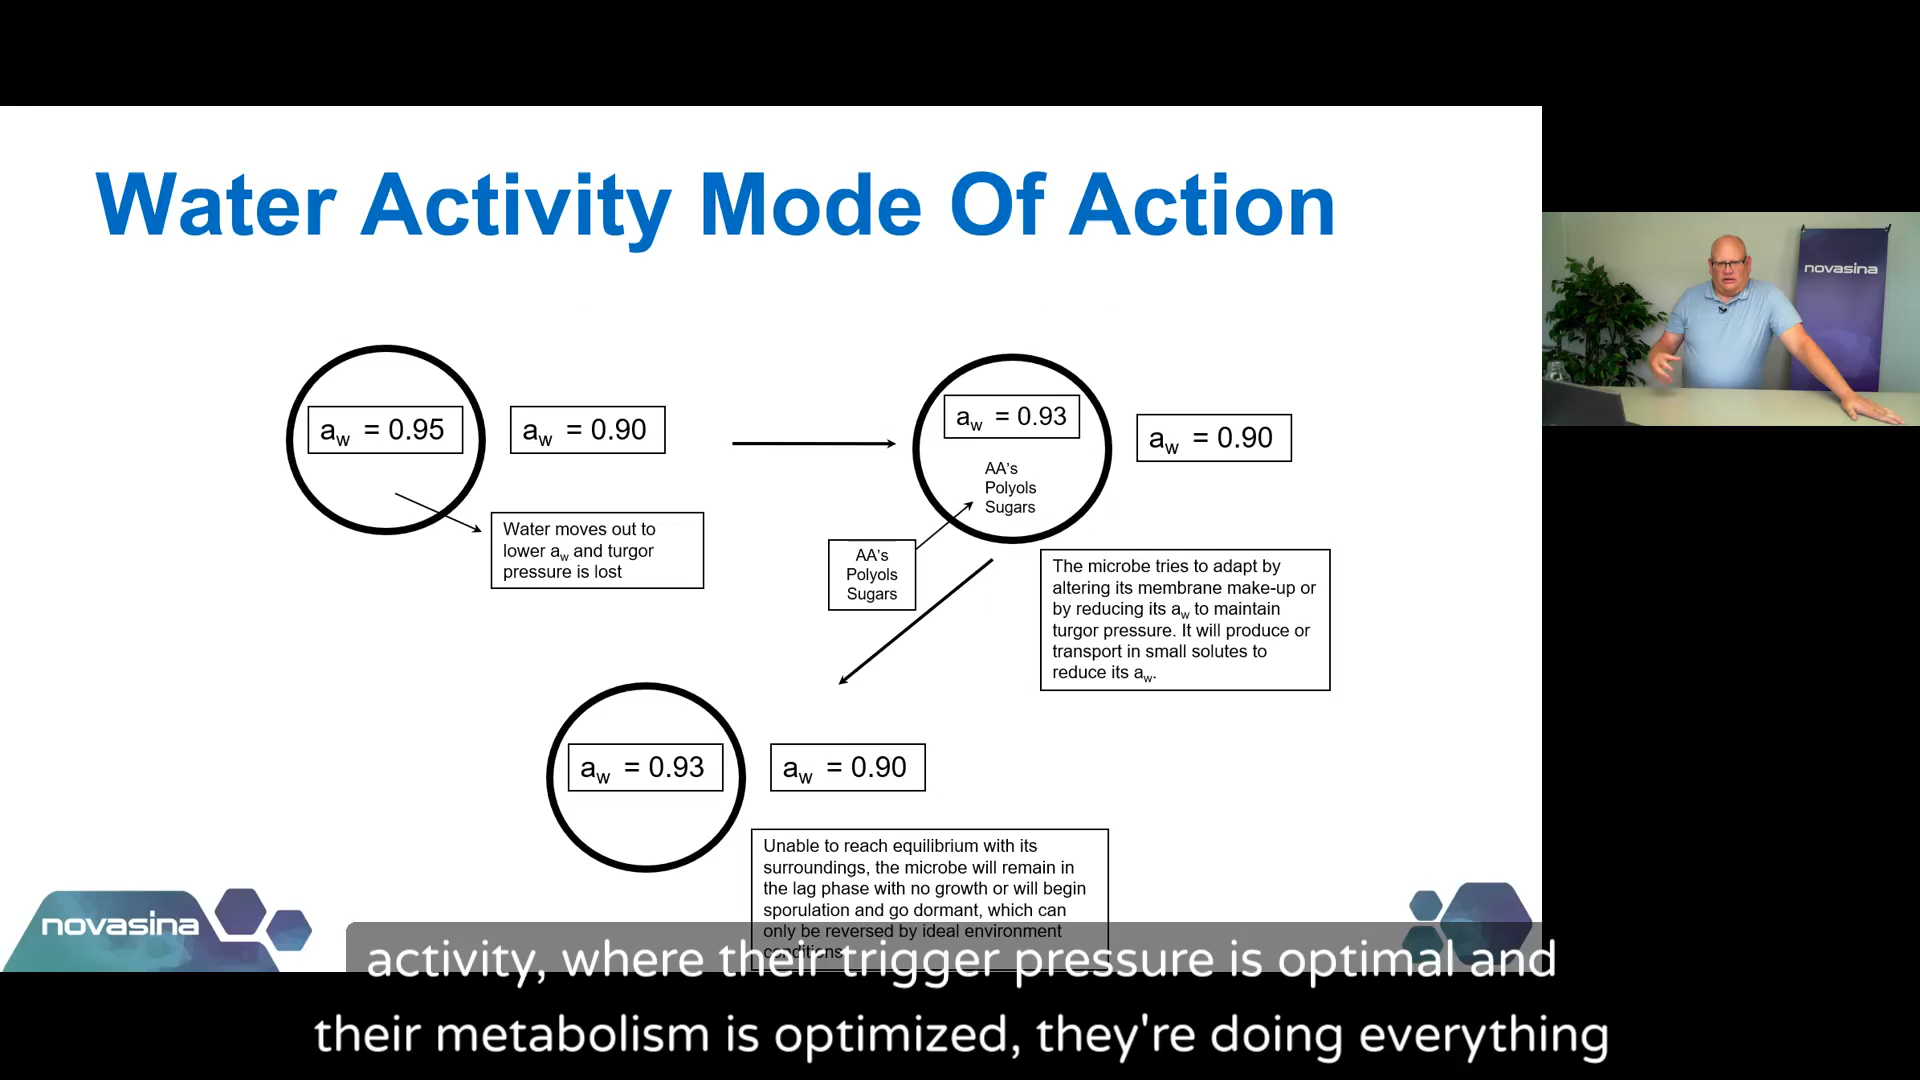 Water Activity Mode Of Action
novasina
aw = 0.95
aw = 0.90
Water moves out to
lower aw and turgor
pressure is lost
aw = 0.93
AA's
Polyols
Sugars
aw = 0.90
AA's
Polyols
Sugars
The microbe tries to adapt by
altering its membrane make-up or
by reducing its aw to maintain
turgor pressure. It will produce or
transport in small solutes to
reduce its aw.
aw = 0.93
aw = 0.90
Unable to reach equilibrium with its
surroundings, the microbe will remain in
the lag phase with no growth or will begin
sporulation and go dormant, which can
only be reversed by ideal environment
conditions
novasina
activity, where their trigger pressure is optimal and
their metabolism is optimized, they're doing everything